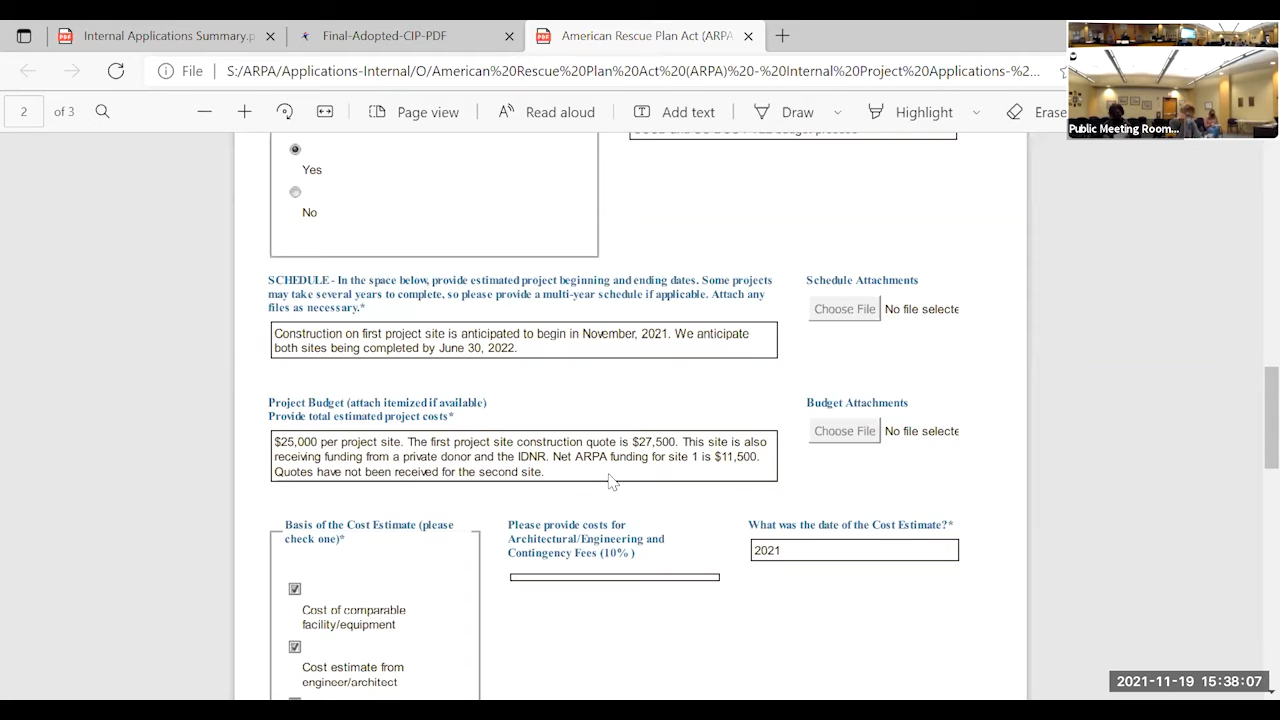 Internal Applications Summary.p
Final-Adopted-CIP-PDF
American Rescue Plan Act (ARPA)
File
S:/ARPA/Applications-Internal/O/American%20Rescue%20Plan%20Act%20(ARPA)%20-%20Internal%20Project%20Applications-%2...
2 of 3
Page view
Read aloud
Add text
Draw
Highlight
Erase
Public Meeting Room...
Yes
No
SCHEDULE - In the space below, provide estimated project beginning and ending dates. Some projects
may take several years to complete, so please provide a multi-year schedule if applicable. Attach any
files as necessary.*
Schedule Attachments
Choose File No file selecte
Construction on first project site is anticipated to begin in November, 2021. We anticipate
both sites being completed by June 30, 2022.
Project Budget (attach itemized if available)
Provide total estimated project costs*
Budget Attachments
Choose File No file selecte
$25,000 per project site. The first project site construction quote is $27,500. This site is also
receiving funding from a private donor and the IDNR. Net ARPA funding for site 1 is $11,500.
Quotes have not been received for the second site.
Basis of the Cost Estimate (please
check one)*
Cost of comparable
facility/equipment
Cost estimate from
engineer/architect
Please provide costs for
Architectural/Engineering and
Contingency Fees (10% )
What was the date of the Cost Estimate?*
2021
2021-11-19 15:38:07